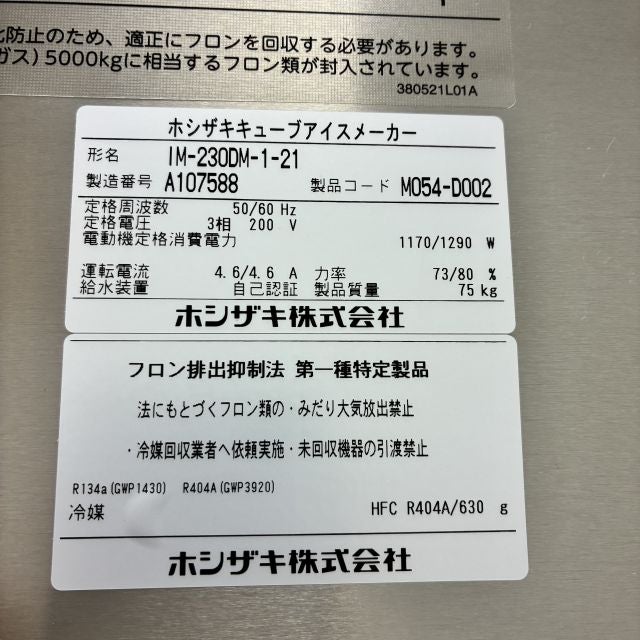 防止のため、適正にフロンを回収する必要があります。
ガス）5000kgに相当するフロン類が封入されています。
380521L01A
ホシザキキューブアイスメーカー
形名 IM-230DM-1-21
製造番号 A107588 製品コード M054-D002
定格周波数 50/60 Hz
定格電圧 3相 200 V
電動機定格消費電力 1170/1290 W
運転電流 4.6/4.6 A 力率 73/80 %
給水装置 自己認証 製品質量 75 kg
ホシザキ株式会社
フロン排出抑制法 第一種特定製品
法にもとづくフロン類の・みだり大気放出禁止
・冷媒回収業者へ依頼実施・未回収機器の引渡禁止
R134a(GWP1430) R404A(GWP3920)
冷媒 HFC R404A/630 g
ホシザキ株式会社